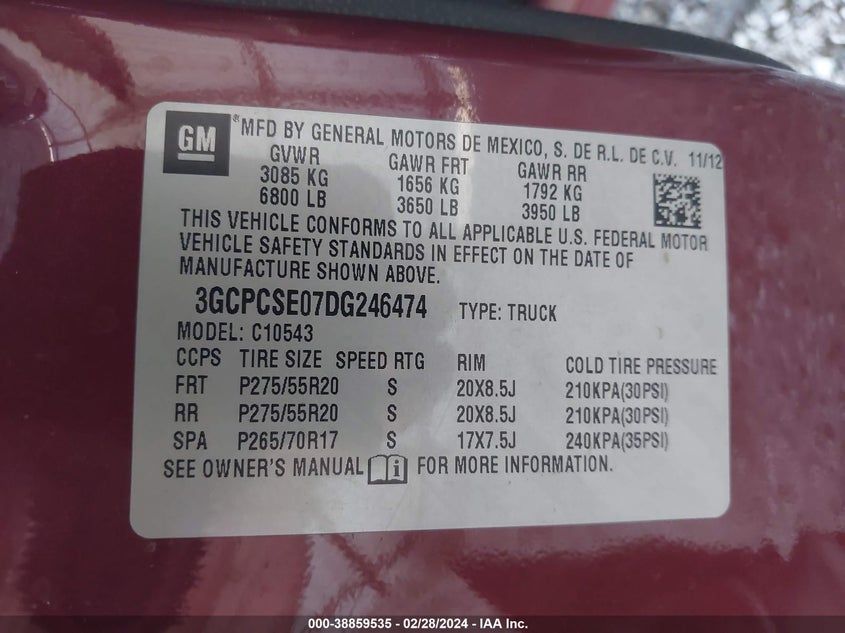 GM ® MFD BY GENERAL MOTORS DE MEXICO, S. DE R.L. DE C.V. 11/12
GVWR GAWR FRT GAWR RR
3085 KG 1656 KG 1792 KG
6800 LB 3650 LB 3950 LB
THIS VEHICLE CONFORMS TO ALL APPLICABLE U.S. FEDERAL MOTOR
VEHICLE SAFETY STANDARDS IN EFFECT ON THE DATE OF
MANUFACTURE SHOWN ABOVE.
3GCPCSE07DG246474 TYPE: TRUCK
MODEL: C10543
CCPS TIRE SIZE SPEED RTG RIM COLD TIRE PRESSURE
FRT P275/55R20 S 20X8.5J 210KPA(30PSI)
RR P275/55R20 S 20X8.5J 210KPA(30PSI)
SPA P265/70R17 S 17X7.5J 240KPA(35PSI)
SEE OWNER'S MANUAL i FOR MORE INFORMATION.
000-38859535 - 02/28/2024 - IAA Inc.